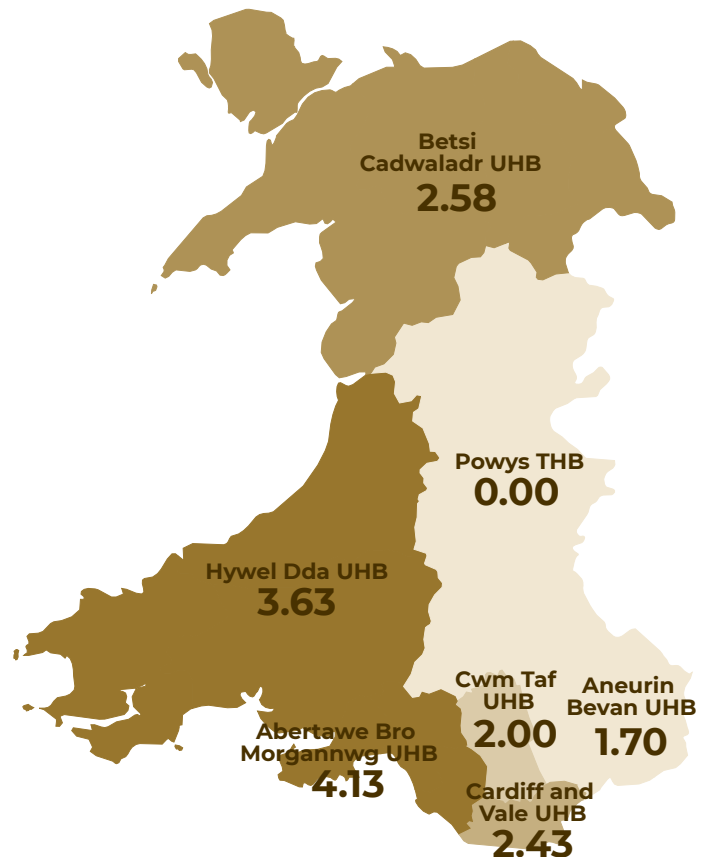 Betsi
Cadwaladr UHB
2.58
Powys THB
0.00
Hywel Dda UHB
3.63
Cwm Taf
UHB
2.00
Aneurin
Bevan UHB
1.70
Abertawe Bro
Morgannwg UHB
4.13
Cardiff and
Vale UHB
2.43